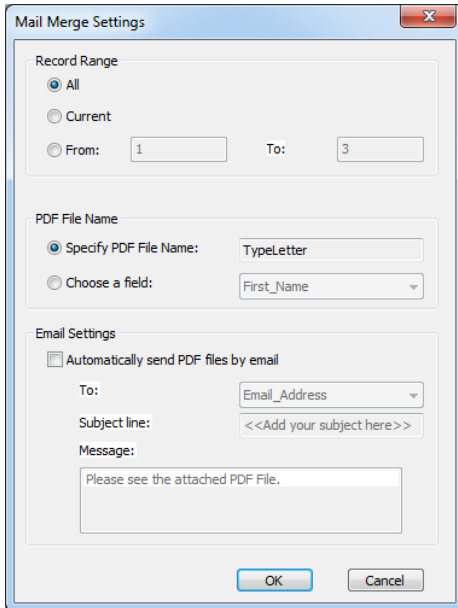 Mail Merge Settings
Record Range
All
Current
From: 1 To: 3
PDF File Name
Specify PDF File Name: TypeLetter
Choose a field: First_Name
Email Settings
Automatically send PDF files by email
To: Email_Address
Subject line: <<Add your subject here>>
Message:
Please see the attached PDF File.
OK Cancel